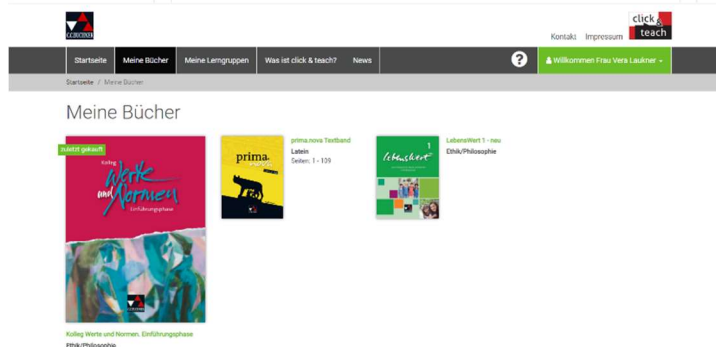 click &
teach
C.C.BUCHNER
Kontakt Impressum
Startseite Meine Bücher Meine Lerngruppen Was ist click & teach? News ? Willkommen Frau Vera Laukner
Startseite / Meine Bücher
Meine Bücher
zuletzt gekauft
Kolleg
Werte
und Normen
Einführungsphase
prima.
prima.nova Textband
Latein
Seiten: 1 - 109
1
LebensWert
LebensWert 1 - neu
Ethik/Philosophie
Kolleg Werte und Normen. Einführungsphase
Ethik/Philosophie